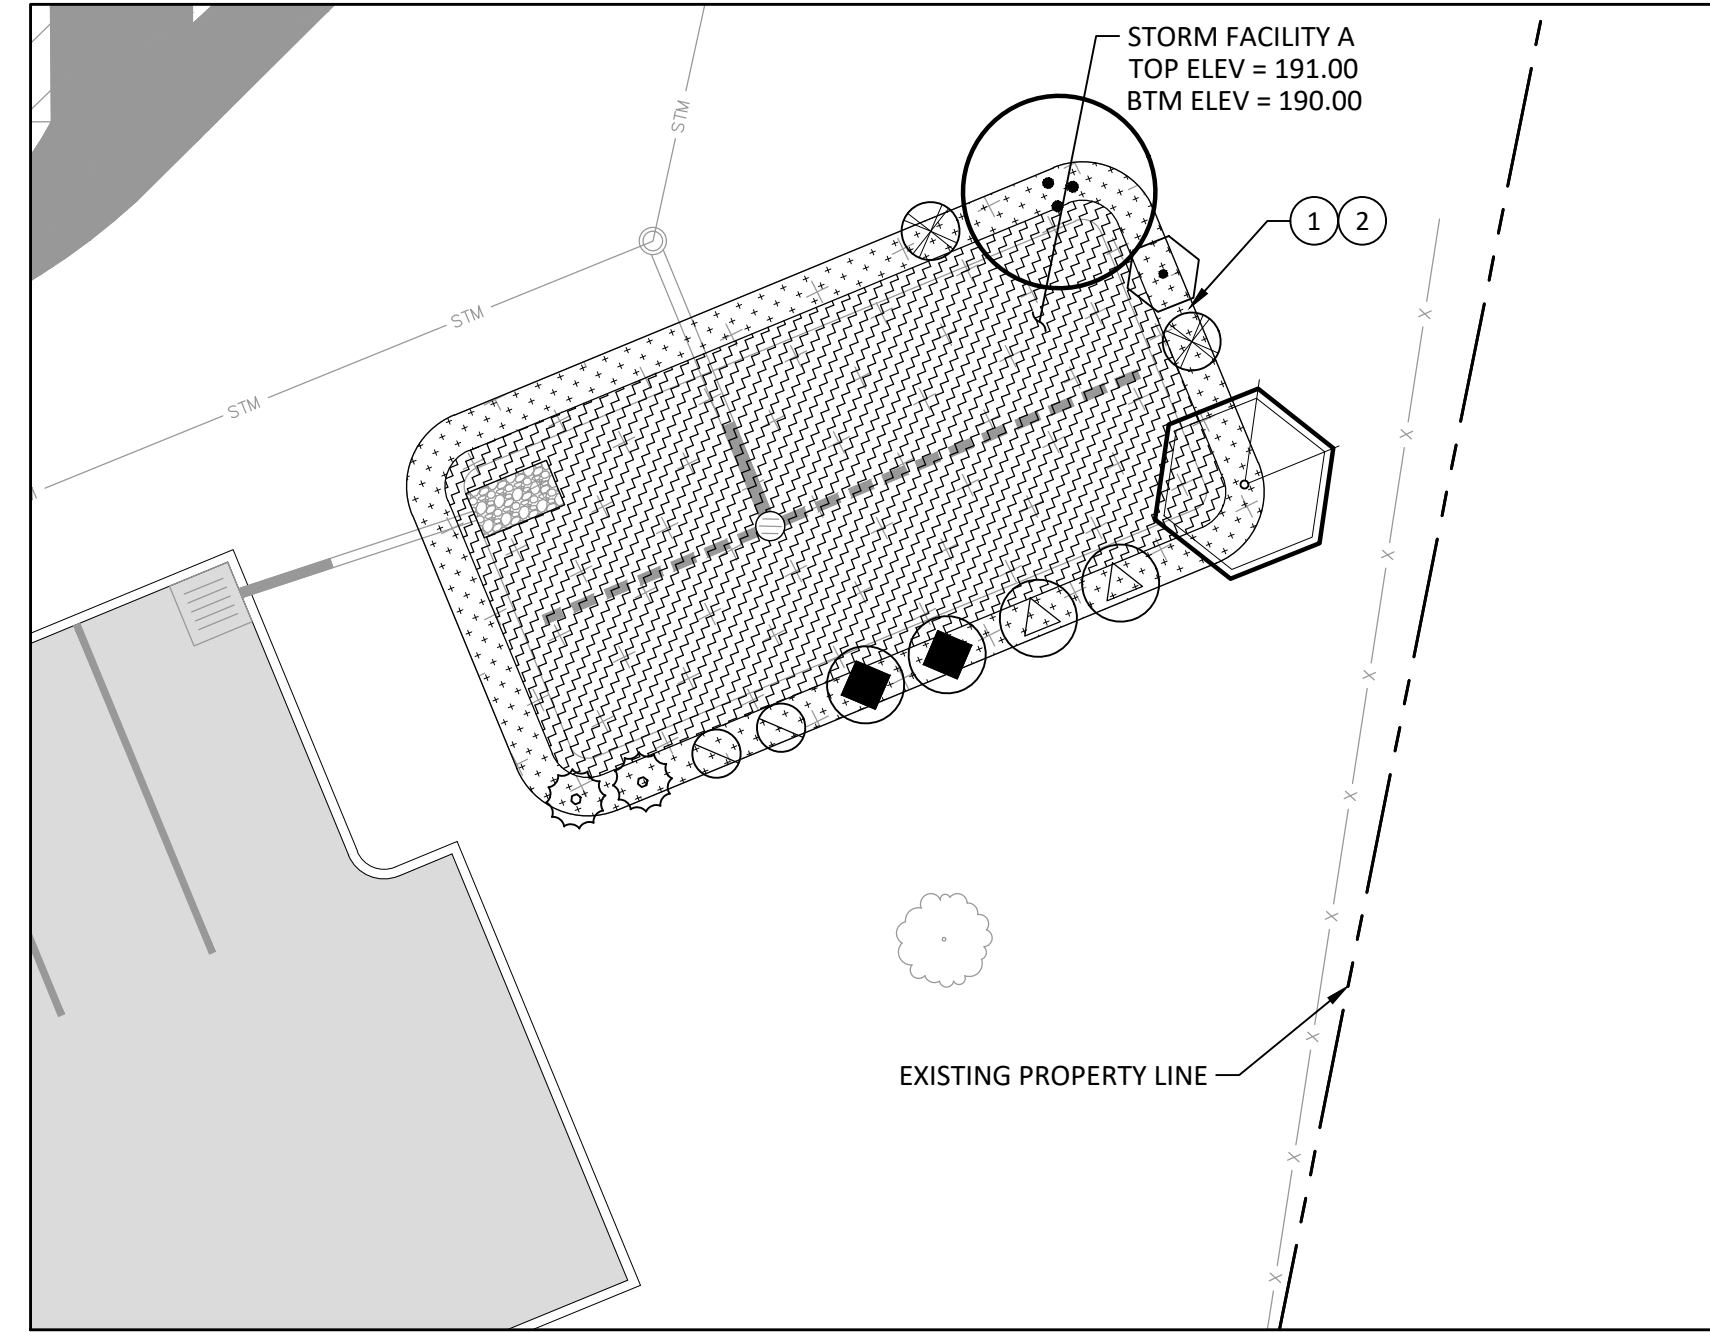 STORM FACILITY A
TOP ELEV = 191.00
BTM ELEV = 190.00
STM
1 2
STM
STM
X
X
X
X
X
X
X
X
X
EXISTING PROPERTY LINE